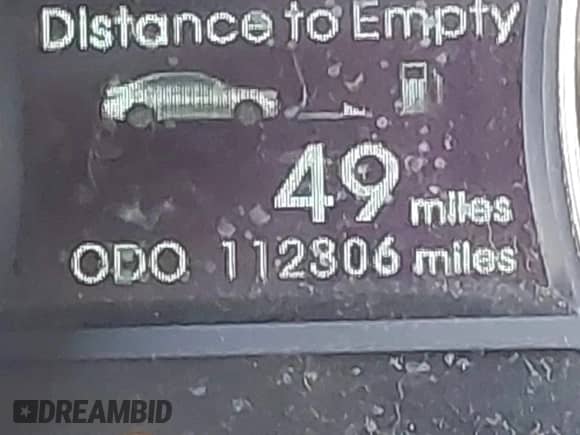 Distance to Empty
49 miles
ODO 112306 miles
DREAMBID